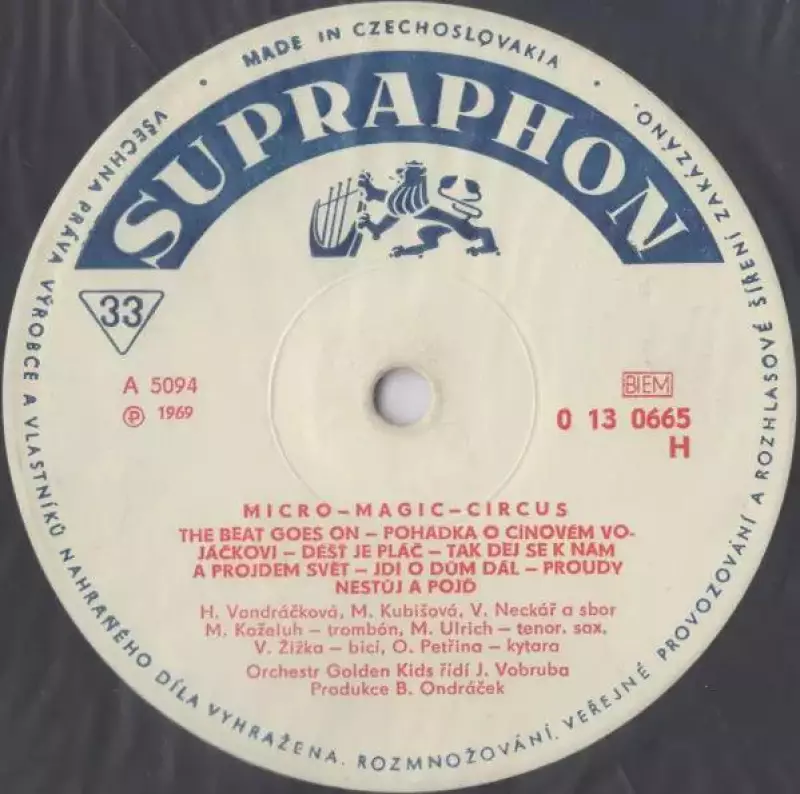 MADE IN CZECHOSLOVAKIA
SUPRAPHON
33
A 5094
Ⓟ 1969
BIEM
0 13 0665
H
MICRO–MAGIC–CIRCUS
THE BEAT GOES ON – POHÁDKA O CÍNOVÉM VO-
JÁČKOVI – DÉŠŤ JE PLÁČ – TAK DEJ SE K NÁM
A PROJDEM SVĚT – JDI O DŮM DÁL – PROUDY
NESTŮJ A POJĎ
H. Vondráčková, M. Kubišová, V. Neckář a sbor
M. Koželuh – trombón, M. Ulrich – tenor. sax,
V. Žižka – bicí, O. Petřina – kytara
Orchestr Golden Kids řídí J. Vobruba
Produkce B. Ondráček
VŠECHNA PRÁVA VÝROBCE A VLASTNÍKŮ NAHRANÉHO DÍLA VYHRAŽENA. ROZMNOŽOVÁNÍ, VEŘEJNÉ PROVOZOVÁNÍ A ROZHLASOVÉ ŠÍŘENÍ ZAKÁZÁNO.